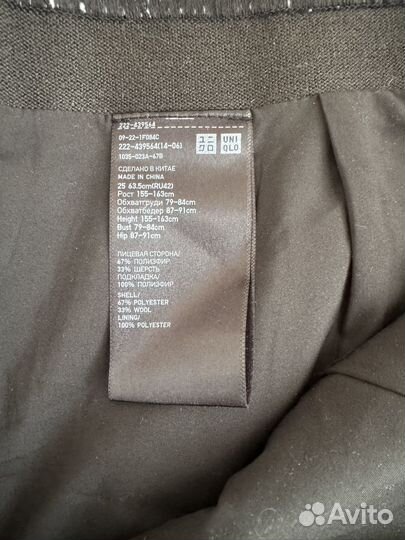 222-439564
09-22-1F084C
222-439564(14-06)
1035-023A-67B
ユニ
クロ
UNI
QLO
СДЕЛАНО В КИТАЕ
MADE IN CHINA
25 63.5cm(RU42)
Рост 155-163cm
Обхватгруди 79-84cm
Обхватбедер 87-91cm
Height 155-163cm
Bust 79-84cm
Hip 87-91cm
ЛИЦЕВАЯ СТОРОНА/
67% ПОЛИЭФИР
33% ШЕРСТЬ
ПОДКЛАДКА/
100% ПОЛИЭФИР
SHELL/
67% POLYESTER
33% WOOL
LINING/
100% POLYESTER
Avito